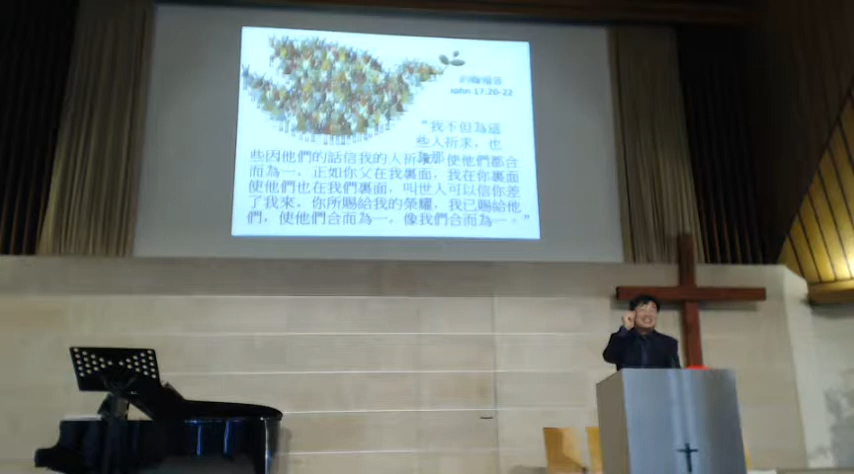 約翰福音
John 17:20-22
“我不但為這
些人祈求，也為那
些因他們的話信我的人祈求，使他們都合
而為一，正如你父在我裏面，我在你裏面
使他們也在我們裏面，叫世人可以信你差
了我來，你所賜給我的榮耀，我已賜給他
們，使他們合而為一，像我們合而為一。”